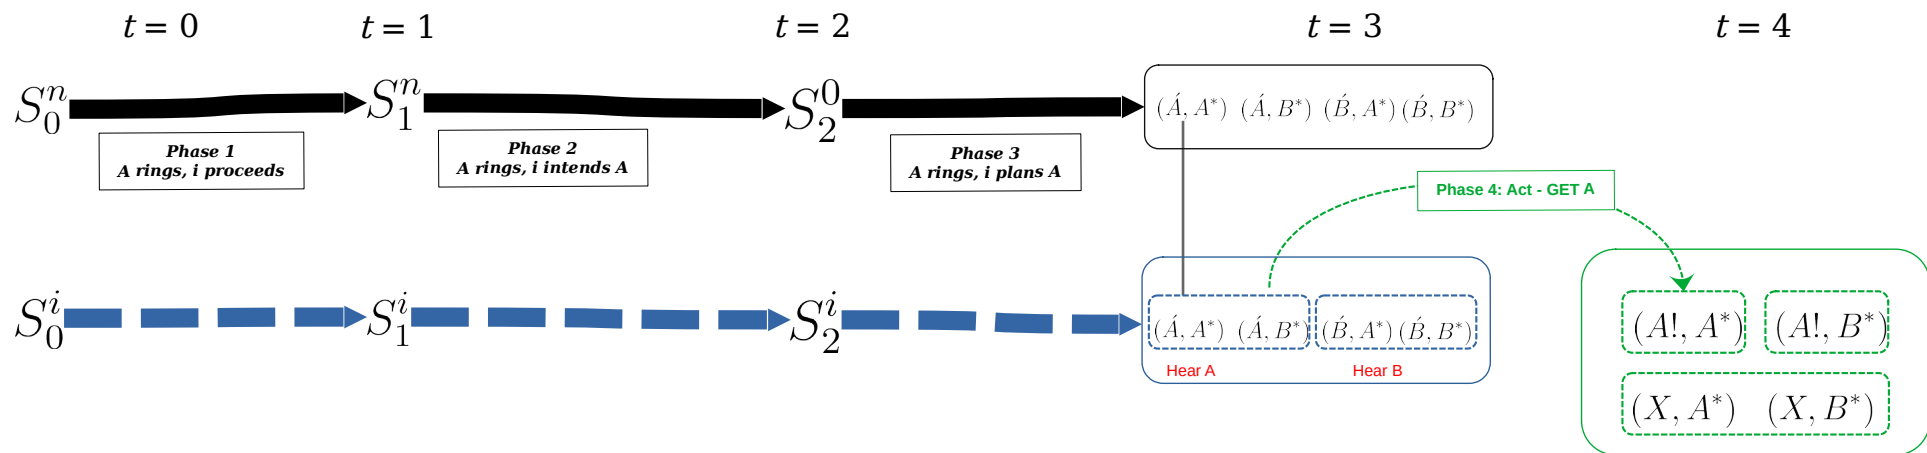 t = 0 t = 1 t = 2 t = 3 t = 4
S_0^n S_1^n S_2^0 (Á, A*) (Á, B*) (B́, A*) (B́, B*)
Phase 1
A rings, i proceeds
Phase 2
A rings, i intends A
Phase 3
A rings, i plans A
Phase 4: Act - GET A
S_0^i S_1^i S_2^i (Á, A*) (Á, B*) (B́, A*) (B́, B*)
Hear A Hear B
(A!, A*) (A!, B*)
(X, A*) (X, B*)